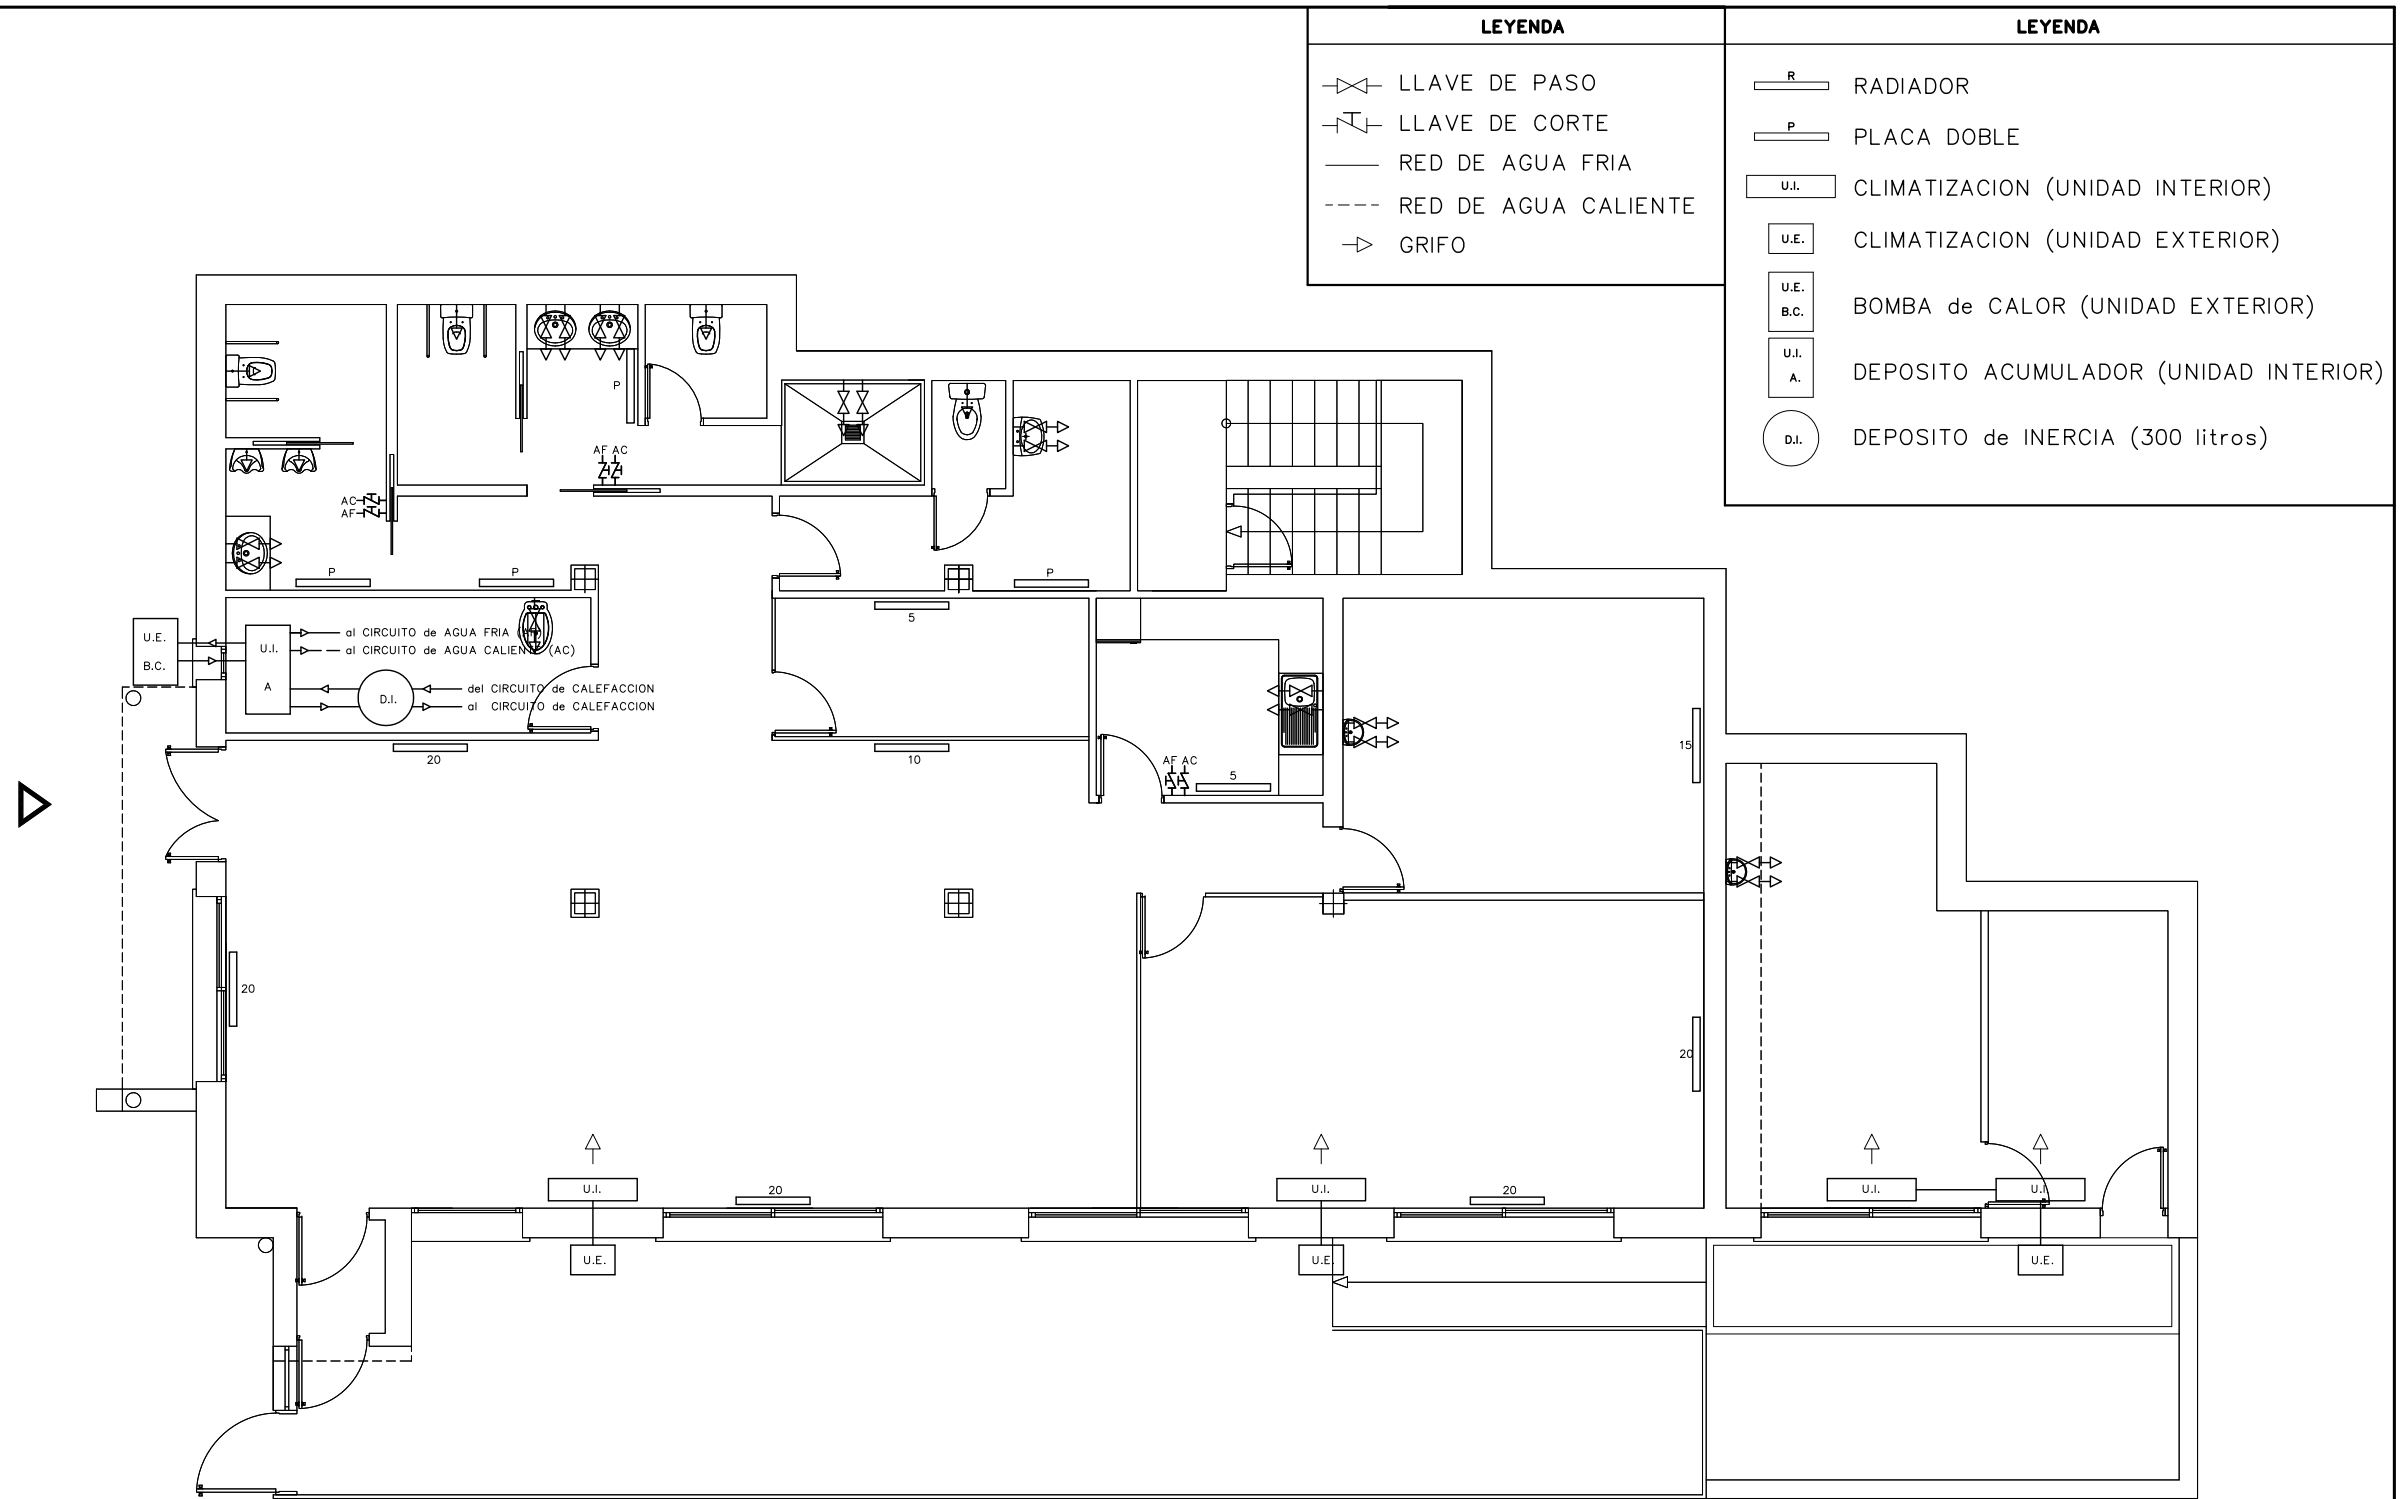 LEYENDA
LLAVE DE PASO
LLAVE DE CORTE
RED DE AGUA FRIA
RED DE AGUA CALIENTE
GRIFO
LEYENDA
R
RADIADOR
P
PLACA DOBLE
U.I.
CLIMATIZACION (UNIDAD INTERIOR)
U.E.
CLIMATIZACION (UNIDAD EXTERIOR)
U.E.
B.C.
BOMBA de CALOR (UNIDAD EXTERIOR)
U.I.
A.
DEPOSITO ACUMULADOR (UNIDAD INTERIOR)
D.I.
DEPOSITO de INERCIA (300 litros)
P
AF AC
AC
AF
P
P
P
U.E.
B.C.
U.I.
A
al CIRCUITO de AGUA FRIA (AF)
al CIRCUITO de AGUA CALIENTE (AC)
D.I.
del CIRCUITO de CALEFACCION
al CIRCUITO de CALEFACCION
5
20
10
AF AC
5
15
20
20
U.I.
20
U.I.
20
U.I.
U.I.
U.E.
U.E.
U.E.